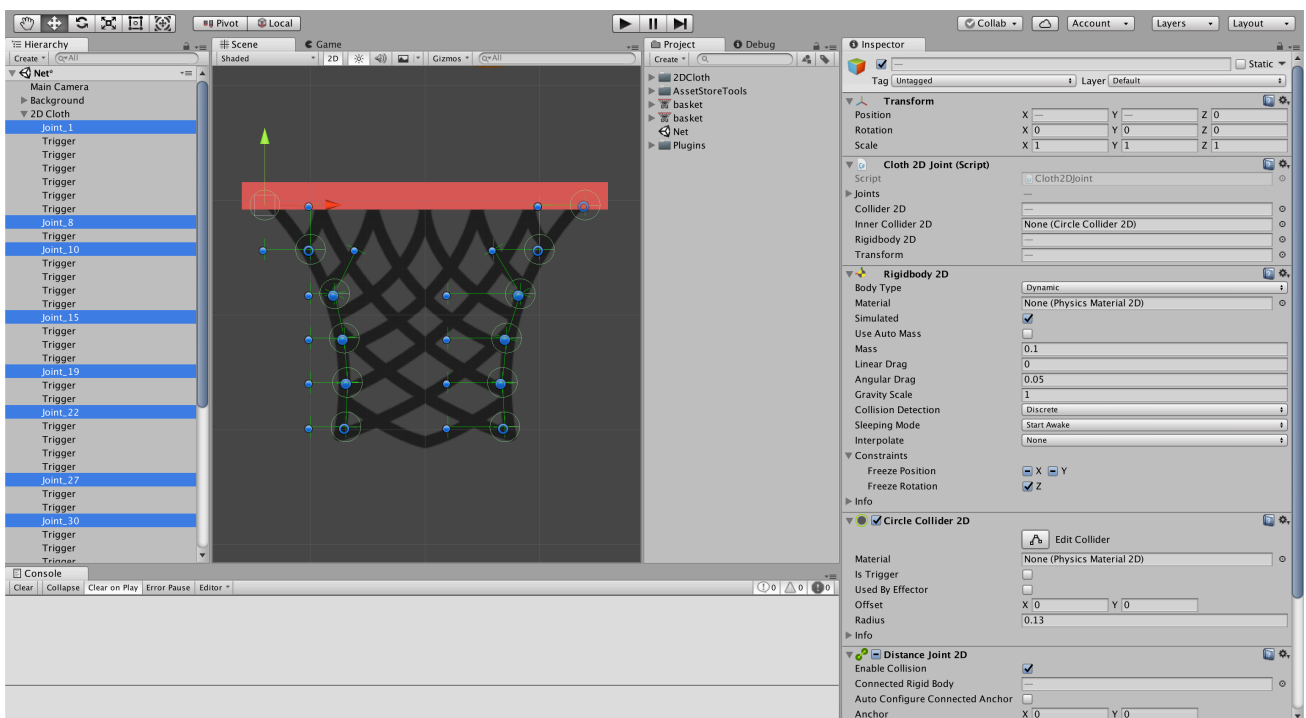 Pivot Local Collab Account Layers Layout
Hierarchy
Create All
Net*
Main Camera
Background
2D Cloth
Joint_1
Trigger
Trigger
Trigger
Trigger
Trigger
Trigger
Joint_8
Trigger
Joint_10
Trigger
Trigger
Trigger
Trigger
Joint_15
Trigger
Trigger
Trigger
Joint_19
Trigger
Trigger
Joint_22
Trigger
Trigger
Trigger
Trigger
Joint_27
Trigger
Trigger
Joint_30
Trigger
Trigger
Trigger
Scene Game
Shaded 2D Gizmos All
Project Debug
Create
2DCloth
AssetStoreTools
basket
basket
Net
Plugins
Inspector
— Static
Tag Untagged Layer Default
Transform
Position X — Y — Z 0
Rotation X 0 Y 0 Z 0
Scale X 1 Y 1 Z 1
Cloth 2D Joint (Script)
Script Cloth2DJoint
Joints
Collider 2D —
Inner Collider 2D None (Circle Collider 2D)
Rigidbody 2D —
Transform —
Rigidbody 2D
Body Type Dynamic
Material None (Physics Material 2D)
Simulated
Use Auto Mass
Mass 0.1
Linear Drag 0
Angular Drag 0.05
Gravity Scale 1
Collision Detection Discrete
Sleeping Mode Start Awake
Interpolate None
Constraints
Freeze Position X Y
Freeze Rotation Z
Info
Circle Collider 2D
Edit Collider
Material None (Physics Material 2D)
Is Trigger
Used By Effector
Offset X 0 Y 0
Radius 0.13
Info
Distance Joint 2D
Enable Collision
Connected Rigid Body —
Auto Configure Connected Anchor
Anchor X 0 Y 0
Console
Clear Collapse Clear on Play Error Pause Editor 0 0 0